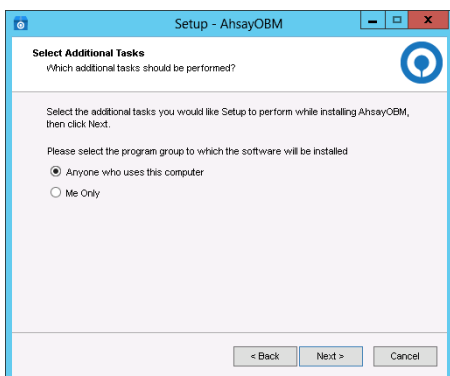 Setup - AhsayOBM
Select Additional Tasks
Which additional tasks should be performed?
Select the additional tasks you would like Setup to perform while installing AhsayOBM,
then click Next.
Please select the program group to which the software will be installed
Anyone who uses this computer
Me Only
< Back
Next >
Cancel